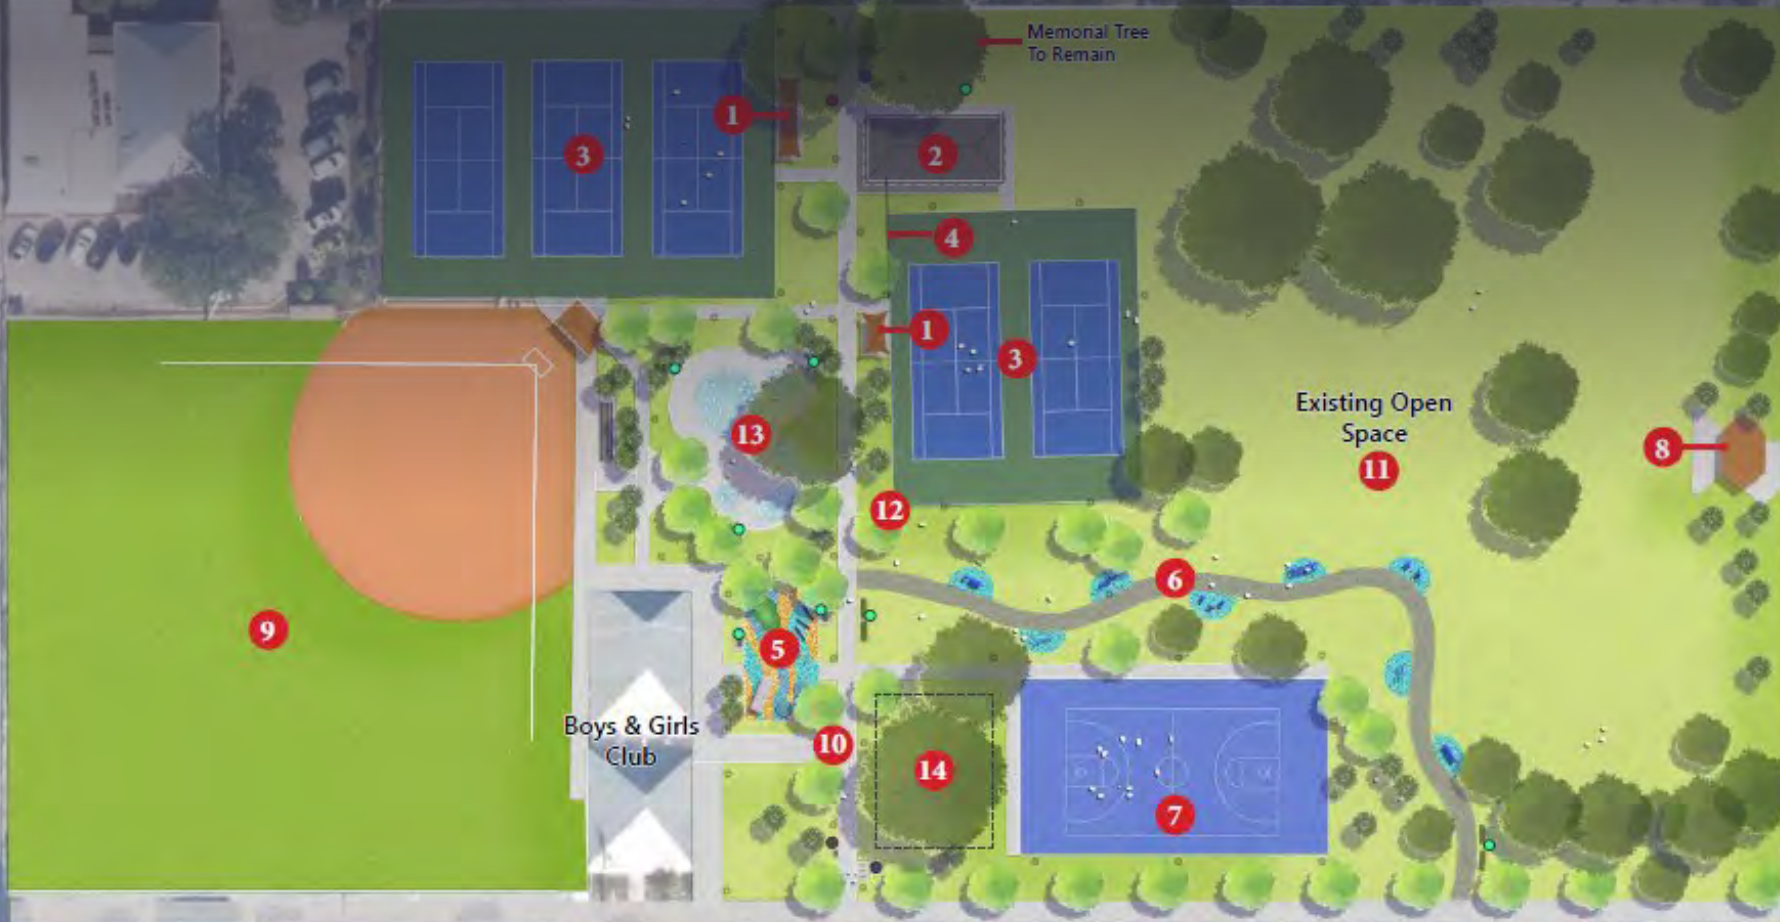 Memorial Tree
To Remain
1
3
2
4
1
3
Existing Open
Space
11
8
13
12
6
9
5
Boys & Girls
Club
10
14
7